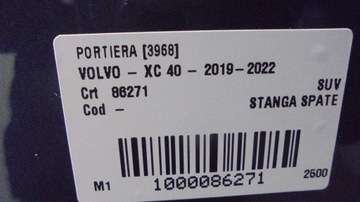 PORTIERA [3968]
VOLVO - XC 40 - 2019-2022
Crt 86271 SUV
Cod - STANGA SPATE
M1 1000086271 2600